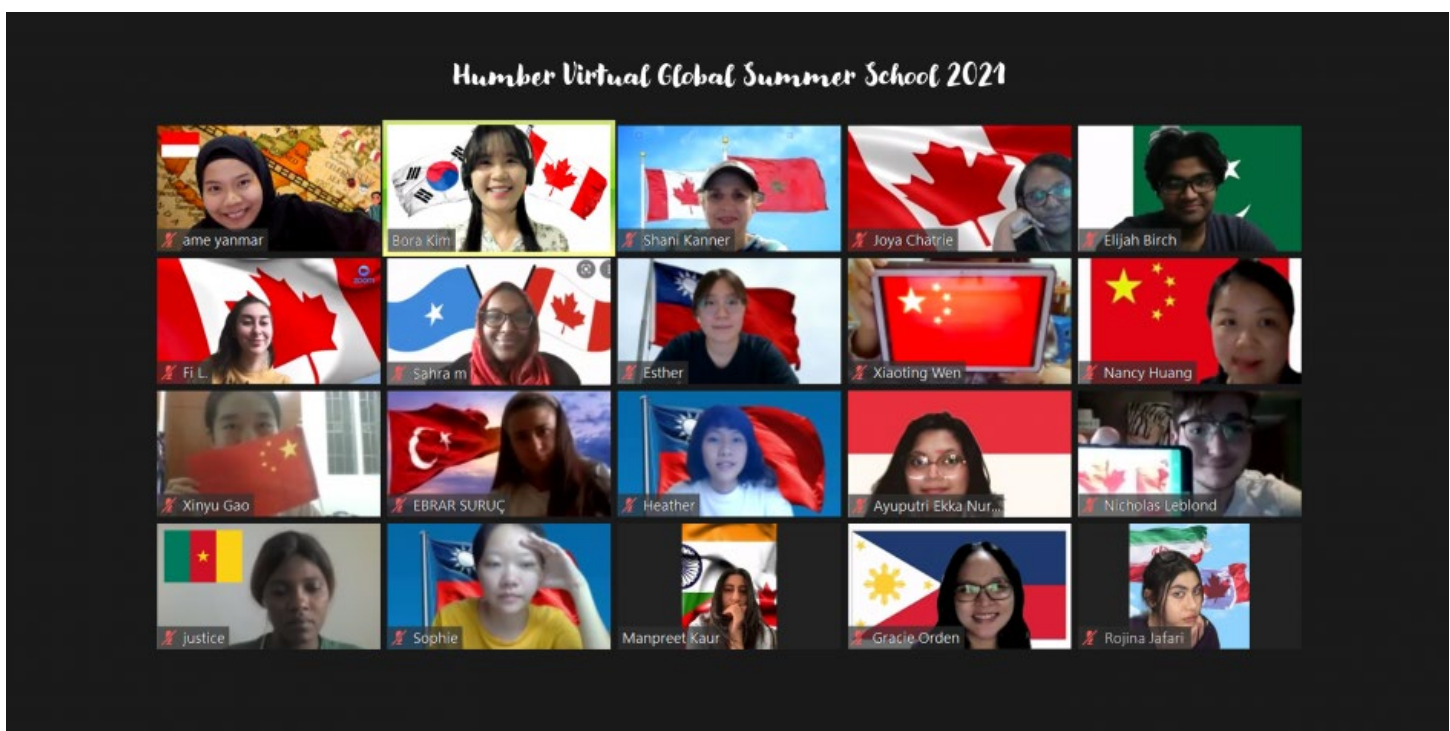 Humber Virtual Global Summer School 2021
ame yanmar
Bora Kim
Shani Kanner
Joya Chatrie
Elijah Birch
zoom
Fi L.
Sahra m
Esther
Xiaoting Wen
Nancy Huang
Xinyu Gao
EBRAR SURUÇ
Heather
Ayuputri Ekka Nur...
Nicholas Leblond
justice
Sophie
Manpreet Kaur
Gracie Orden
Rojina Jafari